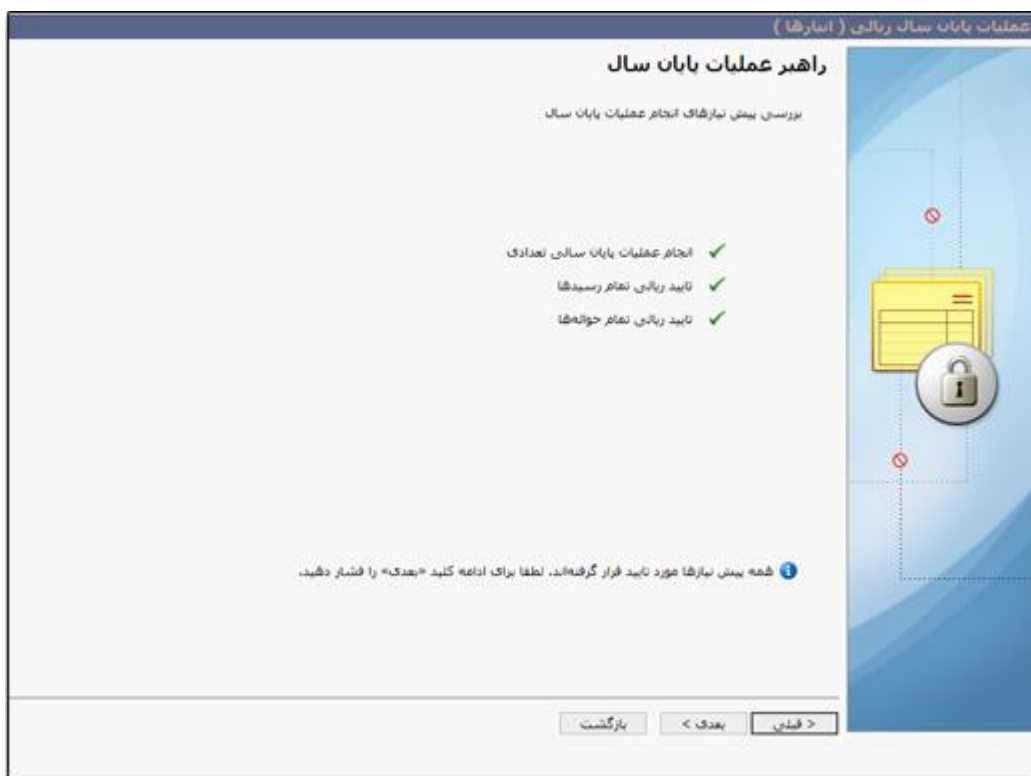 عملیات پایان سال ریالی ( انبارها )
راهبر عملیات پایان سال
بررسی پیش نیازهای انجام عملیات پایان سال
انجام عملیات پایان سالی تعدادی
تایید ریالی تمام رسیدها
تایید ریالی تمام حواله‌ها
همه پیش نیازها مورد تایید قرار گرفته‌اند. لطفا برای ادامه کلید «بعدی» را فشار دهید.
< قبلی
بعدی >
بازگشت